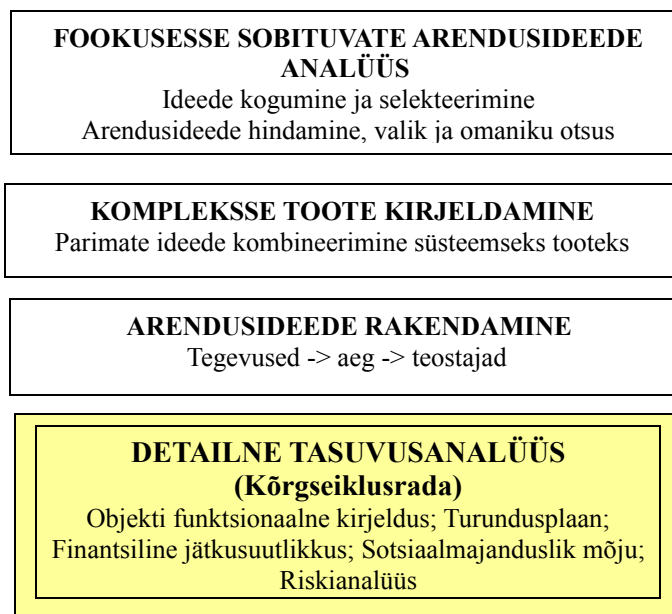 FOOKUSESSE SOBITUVATE ARENDUSIDEEDE
ANALÜÜS
Ideede kogumine ja selekteerimine
Arendusideede hindamine, valik ja omaniku otsus
KOMPLEKSSE TOOTE KIRJELDAMINE
Parimate ideede kombineerimine süsteemseks tooteks
ARENDUSIDEEDE RAKENDAMINE
Tegevused -> aeg -> teostajad
DETAILNE TASUVUSANALÜÜS
(Kõrgseiklusrada)
Objekti funktsionaalne kirjeldus; Turundusplaan;
Finantsiline jätkusuutlikkus; Sotsiaalmajanduslik mõju;
Riskianalüüs